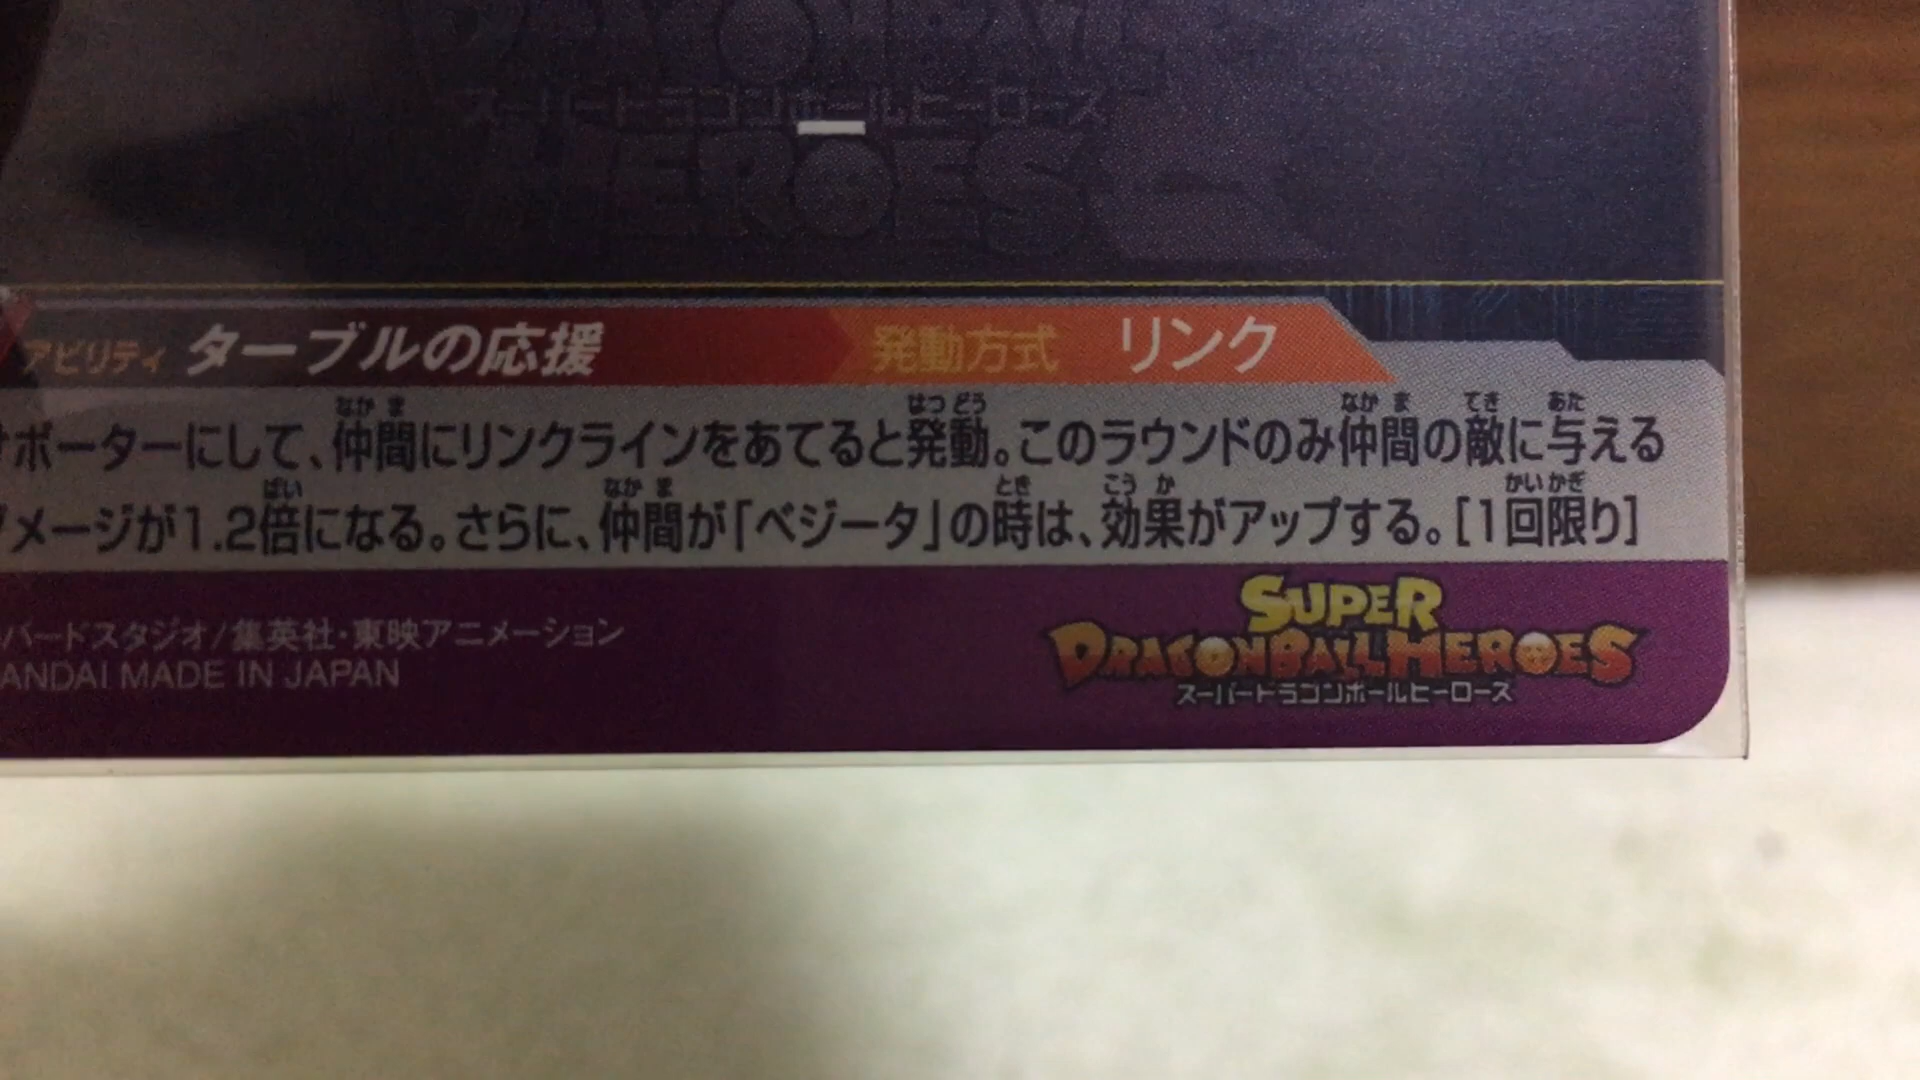 DRAGONBALL
スーパードラゴンボールヒーローズ
HEROES
アビリティ ターブルの応援 発動方式 リンク
なか ま はつ どう なか ま てき あた
サポーターにして、仲間にリンクラインをあてると発動。このラウンドのみ仲間の敵に与える
ばい なか ま とき こう か かい かぎ
ダメージが1.2倍になる。さらに、仲間が「ベジータ」の時は、効果がアップする。[1回限り]
バードスタジオ/集英社・東映アニメーション
ANDAI MADE IN JAPAN
SUPER
DRAGONBALL HEROES
スーパードラゴンボールヒーローズ